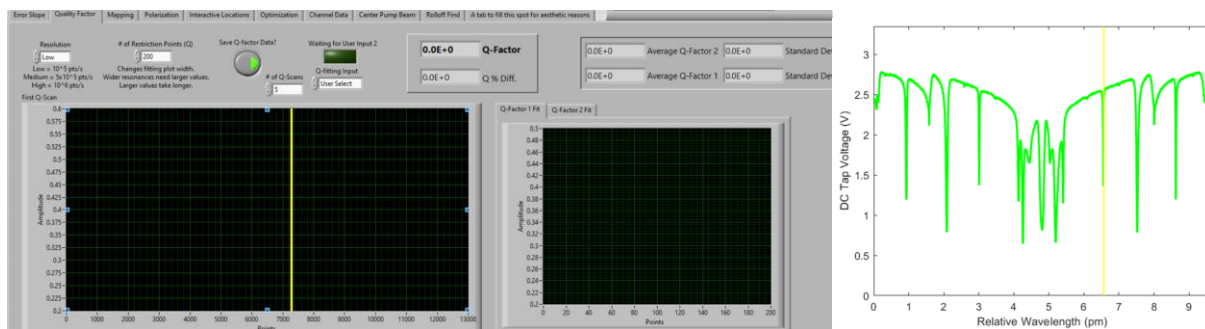 Error Slope Quality Factor Mapping Polarization Interactive Locations Optimization Channel Data Center Pump Beam Rolloff Find A tab to fill this spot for aesthetic reasons
Resolution
Low
Low = 10^5 pts/s
Medium = 5x10^5 pts/s
High = 10^6 pts/s
# of Restriction Points (Q)
200
Changes fitting plot width.
Wider resonances need larger values.
Larger values take longer.
Save Q-factor Data?
# of Q-Scans
5
Waiting for User Input 2
Q-fitting Input
User Select
0.0E+0 Q-Factor
0.0E+0 Q % Diff.
0.0E+0 Average Q-Factor 2 0.0E+0 Standard Dev
0.0E+0 Average Q-Factor 1 0.0E+0 Standard Dev
First Q-Scan
0.6
0.575
0.55
0.525
0.5
0.475
0.45
0.425
0.4
0.375
0.35
0.325
0.3
0.275
0.25
0.225
0.2
Amplitude
0 1000 2000 3000 4000 5000 6000 7000 8000 9000 10000 11000 12000 13000
Points
Q-Factor 1 Fit Q-Factor 2 Fit
0.5
0.48
0.46
0.44
0.42
0.4
0.38
0.36
0.34
0.32
0.3
0.28
0.26
0.24
0.22
0.2
Amplitude
0 20 40 60 80 100 120 140 160 180 200
Points
3
2.5
2
1.5
1
0.5
0
DC Tap Voltage (V)
0 1 2 3 4 5 6 7 8 9
Relative Wavelength (pm)